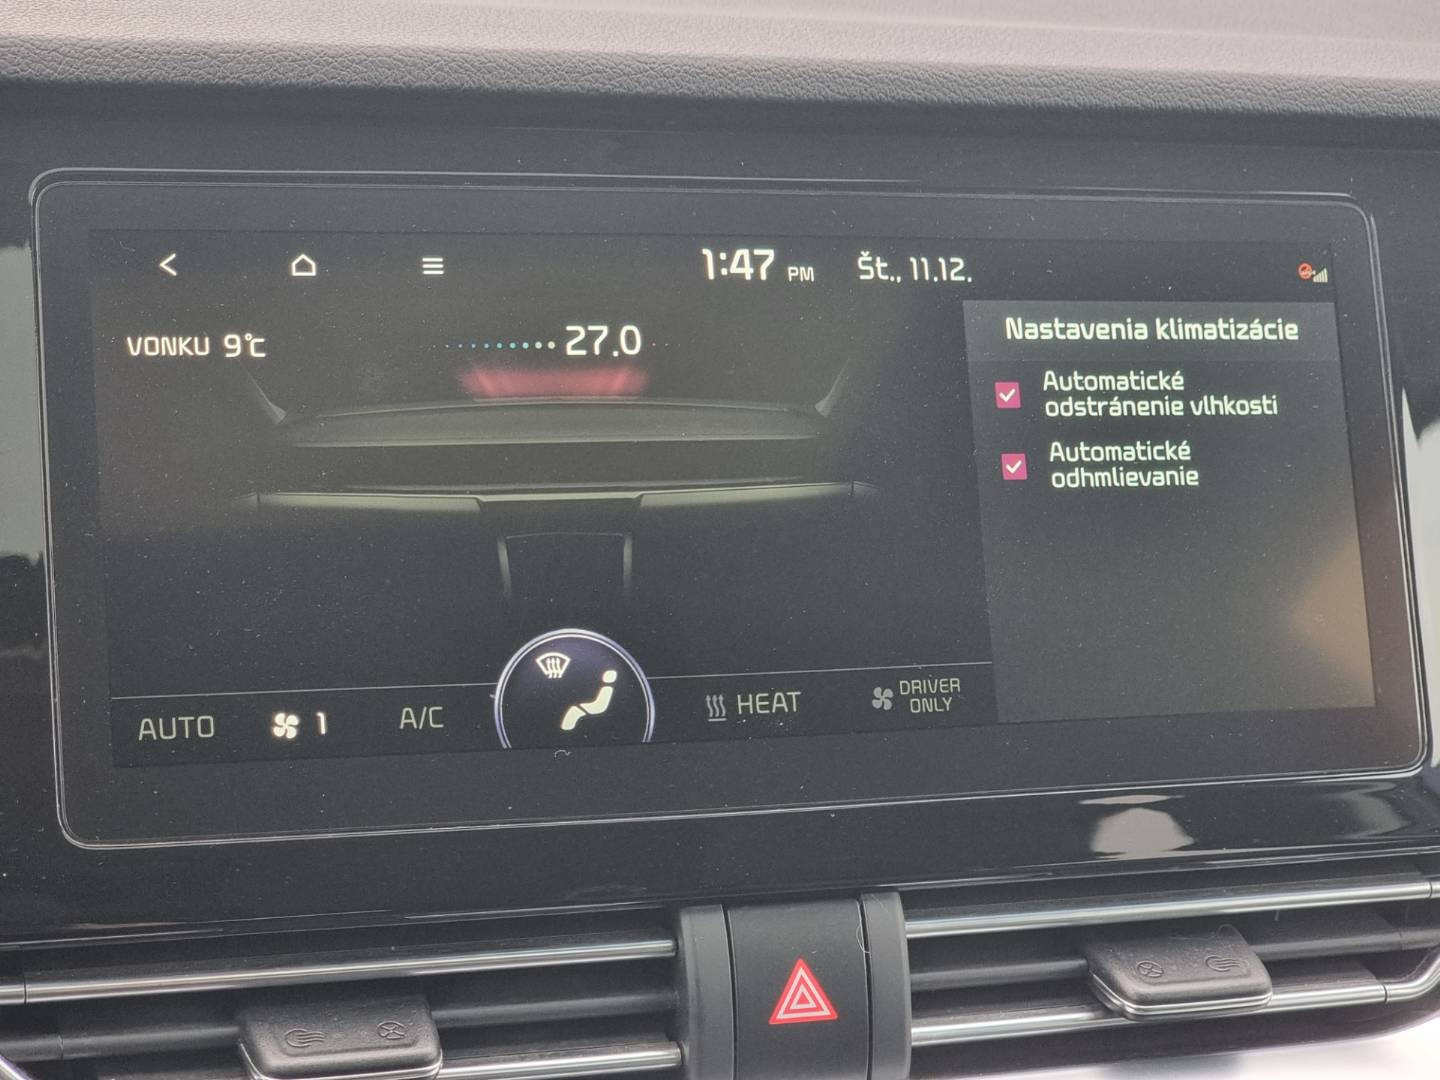 1:47 PM Št., 11.12.
VONKU 9°C
27.0
Nastavenia klimatizácie
Automatické
odstránenie vlhkosti
Automatické
odhmlievanie
AUTO
1
A/C
HEAT
DRIVER
ONLY